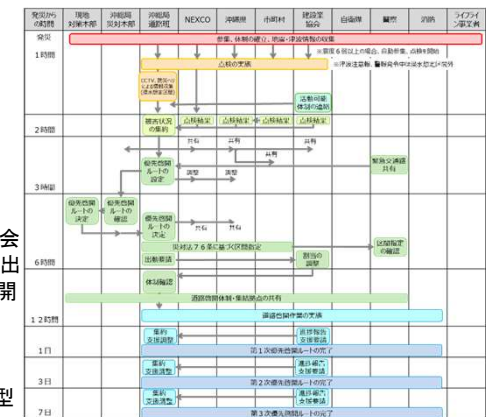 発災から
の時間
現地
対策本部
沖総局
災対本部
沖総局
道路班
NEXCO
沖縄県
市町村
建設業
協会
自衛隊
警察
消防
ライフライ
ン事業者
発災
参集、体制の確立、地震・津波情報の収集
1時間
※震度6弱以上の場合、自動参集、点検を開始
点検の実施
※津波注意報、警報発令中は浸水想定区域外
活動可能
体制の連絡
2時間
被害状況
の集約
点検結果
点検結果
点検結果
点検結果
共有
共有
共有
優先啓開
ルートの
設定
調整
調整
緊急交通路
共有
3時間
優先啓開
ルートの
決定
優先啓開
ルートの
確認
優先啓開
ルートの
決定
共有
共有
災対法76条に基づく区間指定
区間指定
の確認
会
出
開
出動要請
割当の
調整
6時間
体制確認
道路啓開体制・集結拠点の共有
12時間
道路啓開作業の実施
集約
支援調整
進捗報告
支援要請
1日
第1次優先啓開ルートの完了
集約
支援調整
進捗報告
支援要請
3日
第2次優先啓開ルートの完了
型
集約
支援調整
進捗報告
支援要請
7日
第3次優先啓開ルートの完了